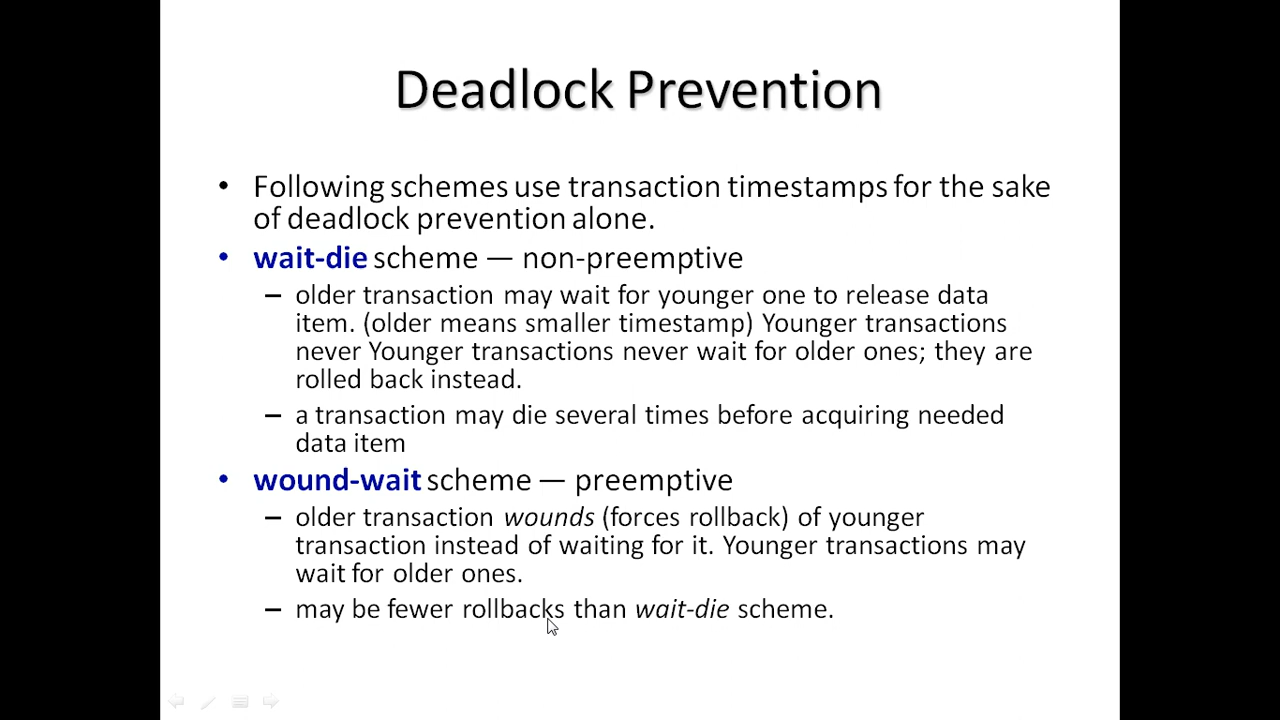 Deadlock Prevention
• Following schemes use transaction timestamps for the sake
of deadlock prevention alone.
• wait-die scheme — non-preemptive
– older transaction may wait for younger one to release data
item. (older means smaller timestamp) Younger transactions
never Younger transactions never wait for older ones; they are
rolled back instead.
– a transaction may die several times before acquiring needed
data item
• wound-wait scheme — preemptive
– older transaction wounds (forces rollback) of younger
transaction instead of waiting for it. Younger transactions may
wait for older ones.
– may be fewer rollbacks than wait-die scheme.